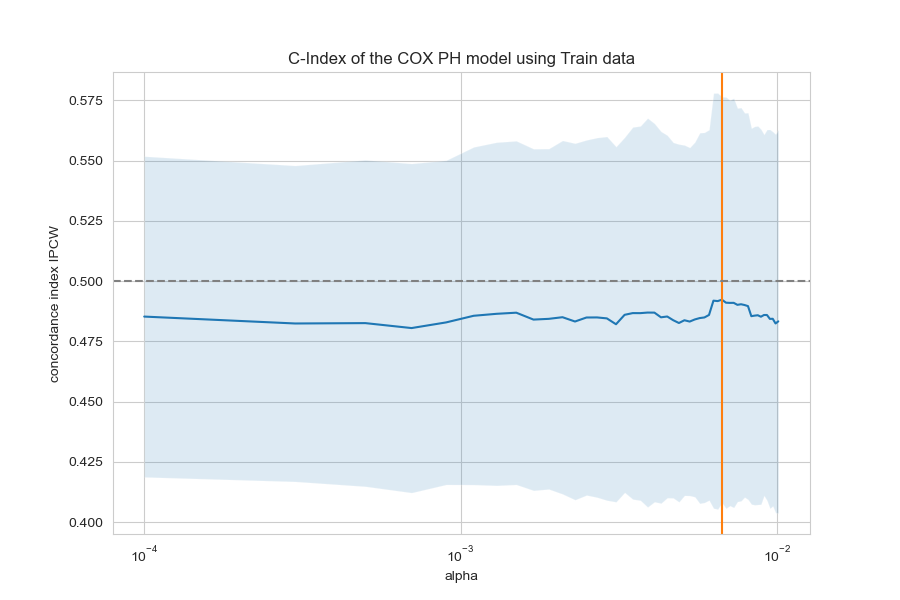 C-Index of the COX PH model using Train data
concordance index IPCW
0.575
0.550
0.525
0.500
0.475
0.450
0.425
0.400
10⁻⁴ 10⁻³ 10⁻²
alpha